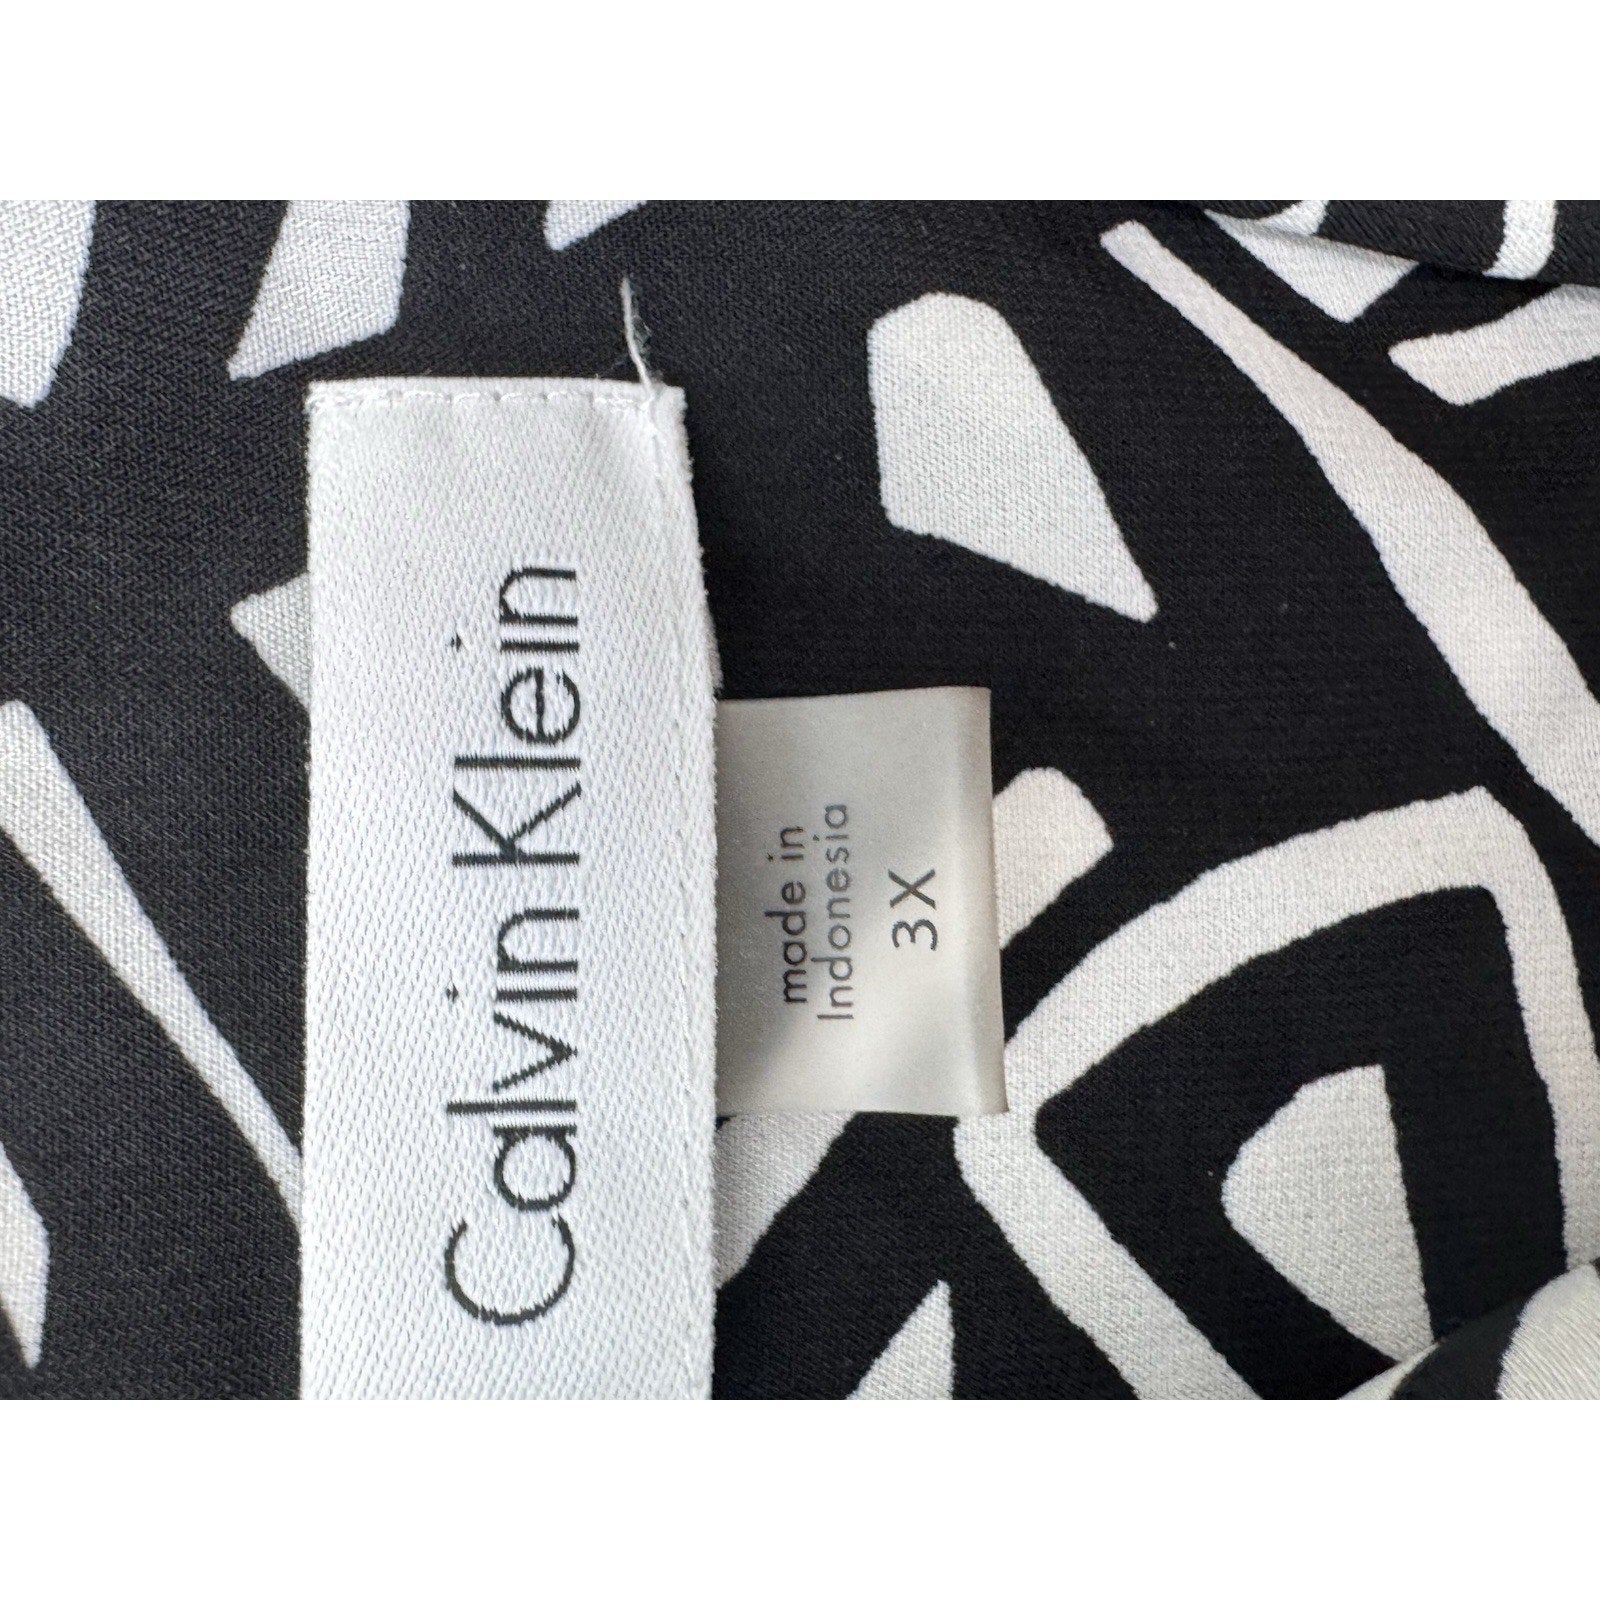 Calvin Klein
made in
Indonesia
3X